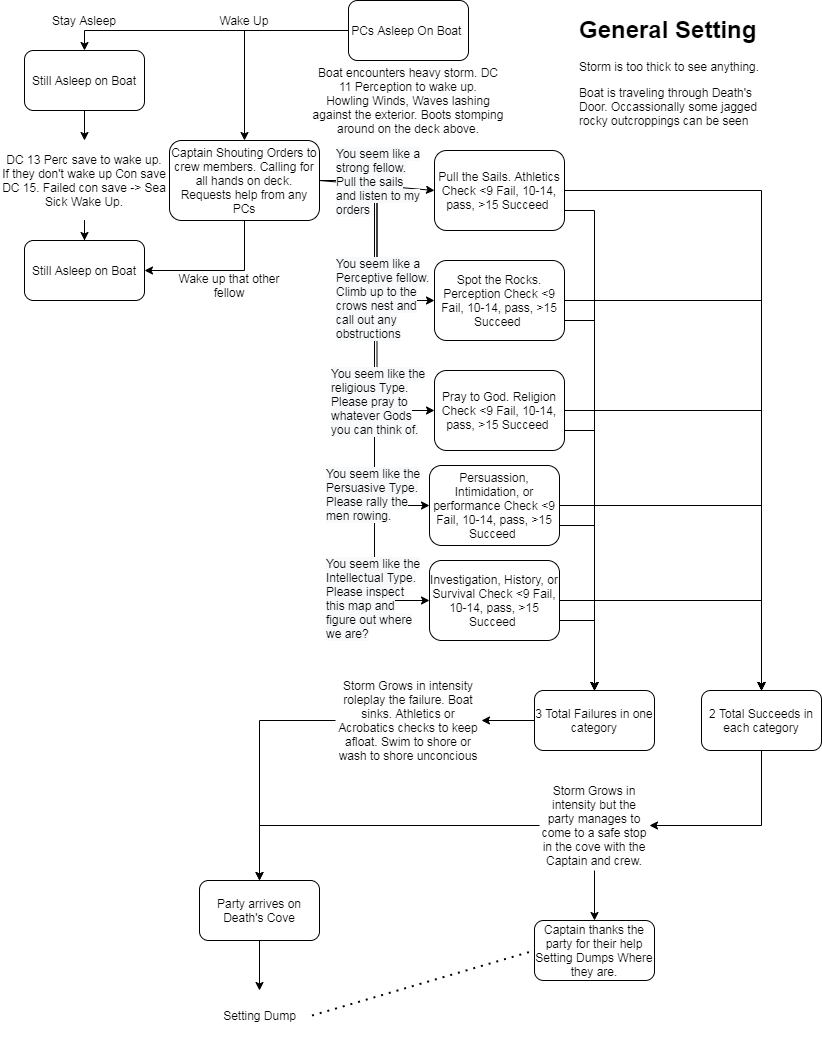 General Setting
Storm is too thick to see anything.
Boat is traveling through Death's
Door. Occassionally some jagged
rocky outcroppings can be seen
Stay Asleep
Wake Up
PCs Asleep On Boat
Still Asleep on Boat
Boat encounters heavy storm. DC
11 Perception to wake up.
Howling Winds, Waves lashing
against the exterior. Boots stomping
around on the deck above.
DC 13 Perc save to wake up.
If they don't wake up Con save
DC 15. Failed con save -> Sea
Sick Wake Up.
Captain Shouting Orders to
crew members. Calling for
all hands on deck.
Requests help from any
PCs
Still Asleep on Boat
Wake up that other
fellow
You seem like a
strong fellow.
Pull the sails
and listen to my
orders
Pull the Sails. Athletics
Check <9 Fail, 10-14,
pass, >15 Succeed
You seem like a
Perceptive fellow.
Climb up to the
crows nest and
call out any
obstructions
Spot the Rocks.
Perception Check <9
Fail, 10-14, pass, >15
Succeed
You seem like the
religious Type.
Please pray to
whatever Gods
you can think of.
Pray to God. Religion
Check <9 Fail, 10-14,
pass, >15 Succeed
You seem like the
Persuasive Type.
Please rally the
men rowing.
Persuassion,
Intimidation, or
performance Check <9
Fail, 10-14, pass, >15
Succeed
You seem like the
Intellectual Type.
Please inspect
this map and
figure out where
we are?
Investigation, History, or
Survival Check <9 Fail,
10-14, pass, >15
Succeed
Storm Grows in intensity
roleplay the failure. Boat
sinks. Athletics or
Acrobatics checks to keep
afloat. Swim to shore or
wash to shore unconcious
3 Total Failures in one
category
2 Total Succeeds in
each category
Storm Grows in
intensity but the
party manages to
come to a safe stop
in the cove with the
Captain and crew.
Party arrives on
Death's Cove
Captain thanks the
party for their help
Setting Dumps Where
they are.
Setting Dump